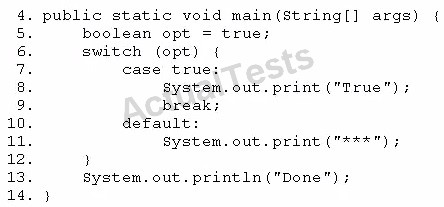 4. public static void main(String[] args) {
5.     boolean opt = true;
6.     switch (opt) {
7.         case true:
8.             System.out.print("True");
9.             break;
10.         default:
11.             System.out.print("***");
12.     }
13.     System.out.println("Done");
14. }
ActualTests